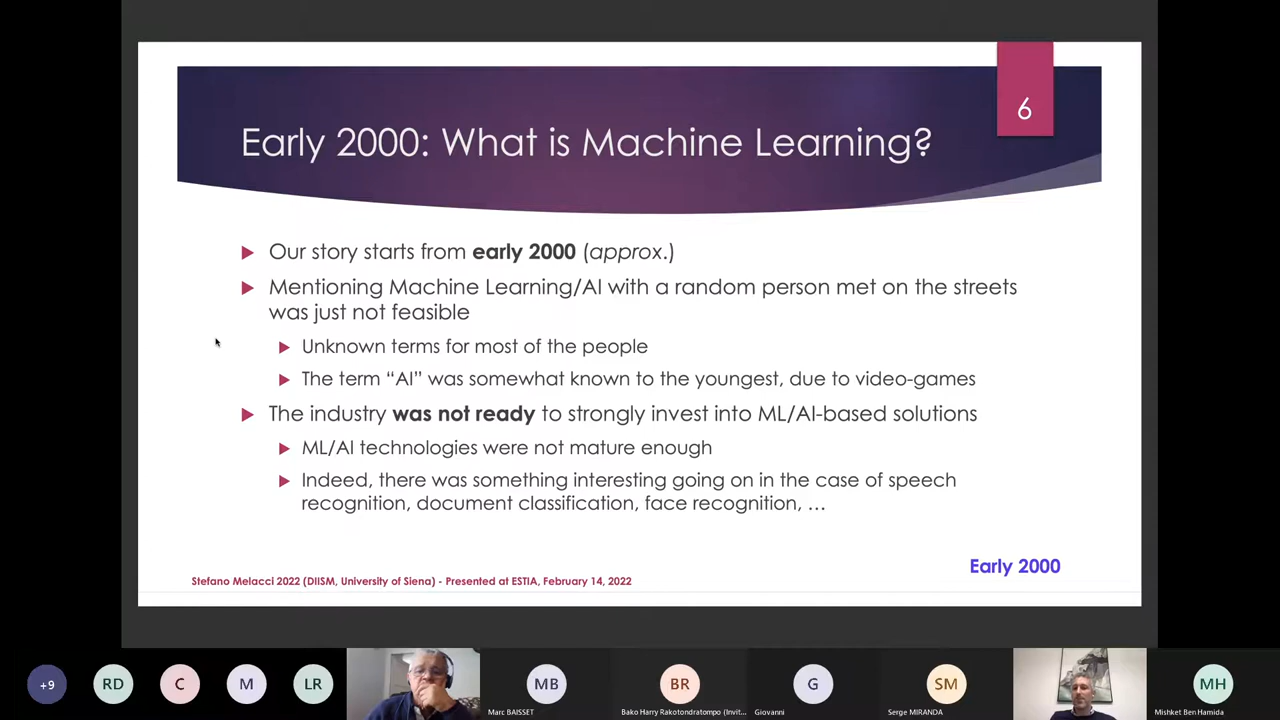 6
Early 2000: What is Machine Learning?
Our story starts from early 2000 (approx.)
Mentioning Machine Learning/AI with a random person met on the streets
was just not feasible
Unknown terms for most of the people
The term “AI” was somewhat known to the youngest, due to video-games
The industry was not ready to strongly invest into ML/AI-based solutions
ML/AI technologies were not mature enough
Indeed, there was something interesting going on in the case of speech
recognition, document classification, face recognition, …
Early 2000
Stefano Melacci 2022 (DIISM, University of Siena) - Presented at ESTIA, February 14, 2022
+9
RD
C
M
LR
MB
BR
G
SM
MH
Marc BAISSET
Bako Harry Rakotondratompo (Invit...
Giovanni
Serge MIRANDA
Mishket Ben Hamida